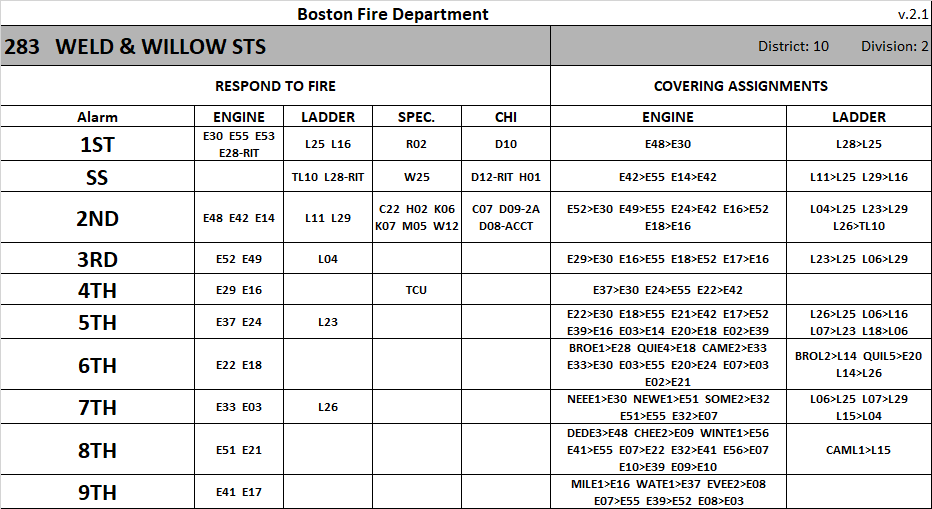 Boston Fire Department v.2.1
283 WELD & WILLOW STS District: 10 Division: 2
RESPOND TO FIRE COVERING ASSIGNMENTS
Alarm ENGINE LADDER SPEC. CHI ENGINE LADDER
1ST
E30 E55 E53
E28-RIT
L25 L16
R02
D10
E48>E30
L28>L25
SS
TL10 L28-RIT
W25
D12-RIT H01
E42>E55 E14>E42
L11>L25 L29>L16
2ND
E48 E42 E14
L11 L29
C22 H02 K06
K07 M05 W12
C07 D09-2A
D08-ACCT
E52>E30 E49>E55 E24>E42 E16>E52
E18>E16
L04>L25 L23>L29
L26>TL10
3RD
E52 E49
L04
E29>E30 E16>E55 E18>E52 E17>E16
L23>L25 L06>L29
4TH
E29 E16
TCU
E37>E30 E24>E55 E22>E42
5TH
E37 E24
L23
E22>E30 E18>E55 E21>E42 E17>E52
E39>E16 E03>E14 E20>E18 E02>E39
L26>L25 L06>L16
L07>L23 L18>L06
6TH
E22 E18
BROE1>E28 QUIE4>E18 CAME2>E33
E33>E30 E03>E55 E20>E24 E07>E03
E02>E21
BROL2>L14 QUIL5>E20
L14>L26
7TH
E33 E03
L26
NEEE1>E30 NEWE1>E51 SOME2>E32
E51>E55 E32>E07
L06>L25 L07>L29
L15>L04
8TH
E51 E21
DEDE3>E48 CHEE2>E09 WINTE1>E56
E41>E55 E07>E22 E32>E41 E56>E07
E10>E39 E09>E10
CAML1>L15
9TH
E41 E17
MILE1>E16 WATE1>E37 EVEE2>E08
E07>E55 E39>E52 E08>E03